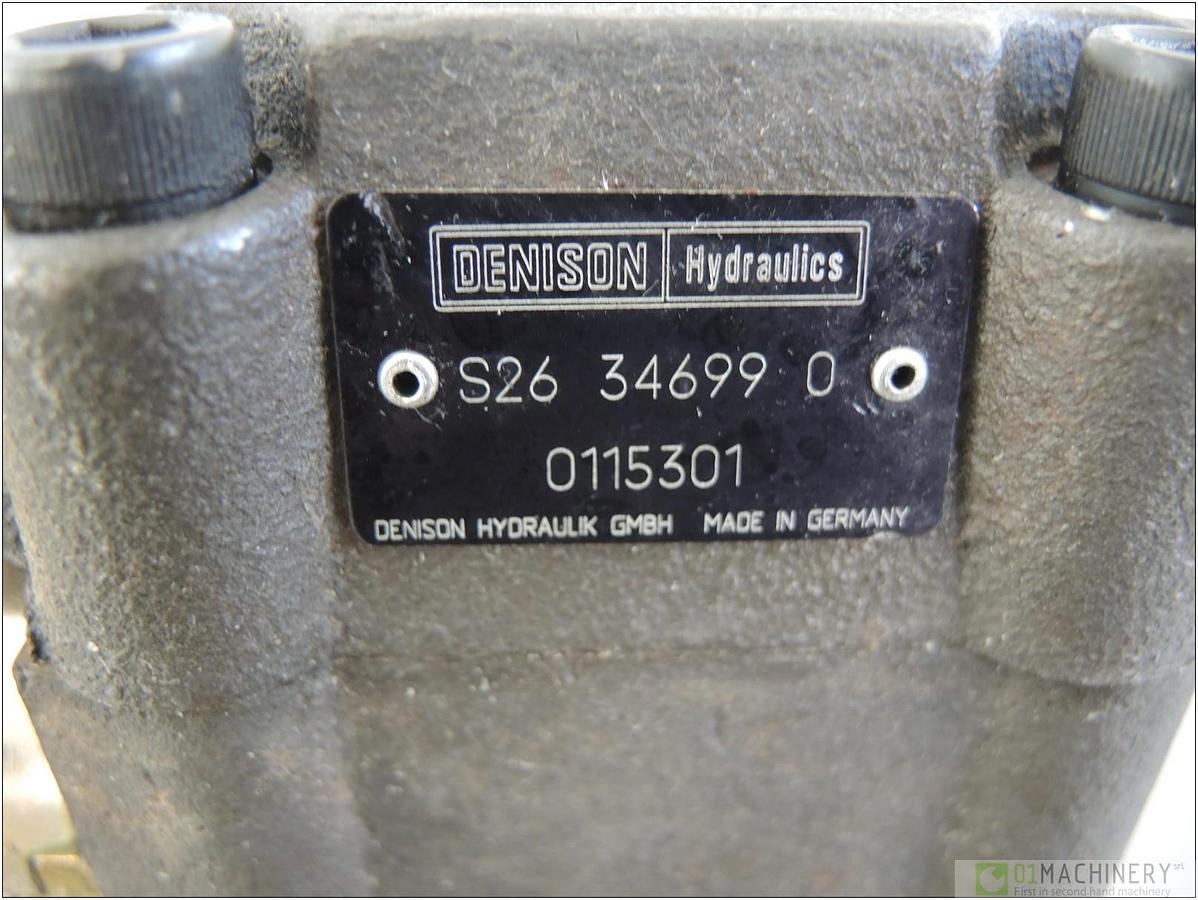 DENISON Hydraulics
S26 34699 0
0115301
DENISON HYDRAULIK GMBH MADE IN GERMANY
01MACHINERY srl
First in second hand machinery